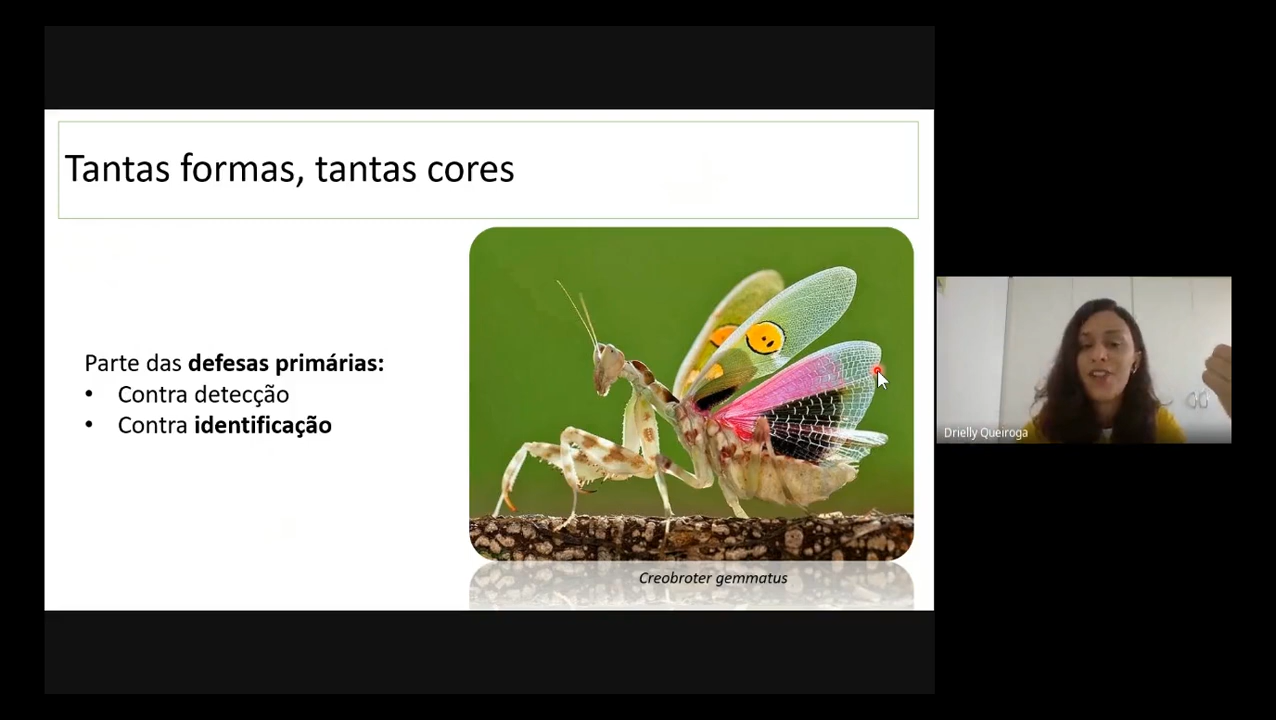 Tantas formas, tantas cores
Parte das defesas primárias:
• Contra detecção
• Contra identificação
Creobroter gemmatus
Drielly Queiroga